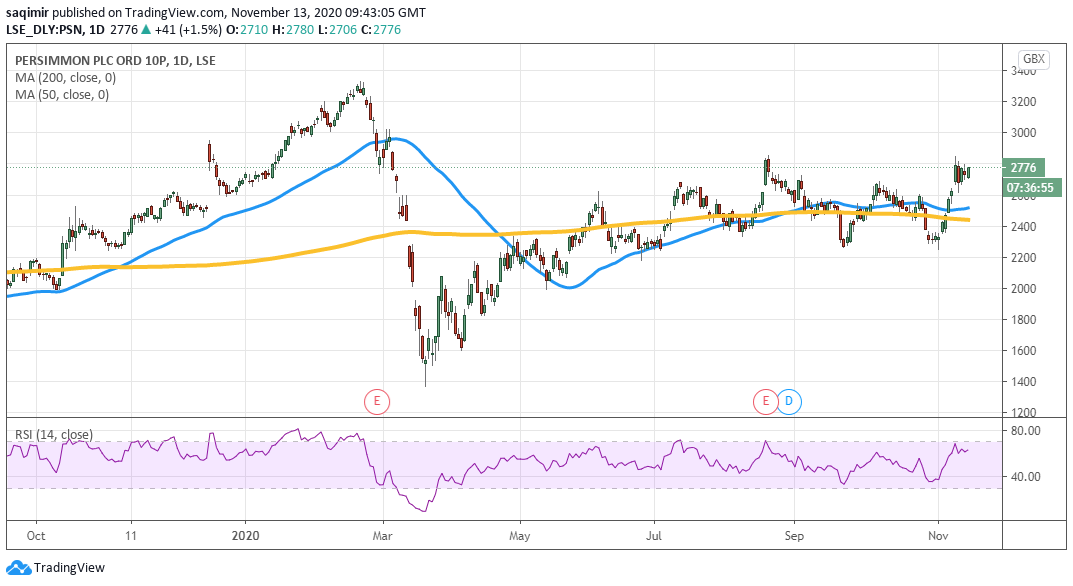 saqimir published on TradingView.com, November 13, 2020 09:43:05 GMT
LSE_DLY:PSN, 1D 2776 ▲ +41 (+1.5%) O:2710 H:2780 L:2706 C:2776
PERSIMMON PLC ORD 10P, 1D, LSE
MA (200, close, 0)
MA (50, close, 0)
GBX
3400
3200
3000
2776
07:36:55
2600
2400
2200
2000
1800
1600
1400
1200
E
E
D
RSI (14, close)
80.00
40.00
Oct
11
2020
Mar
May
Jul
Sep
Nov
TradingView